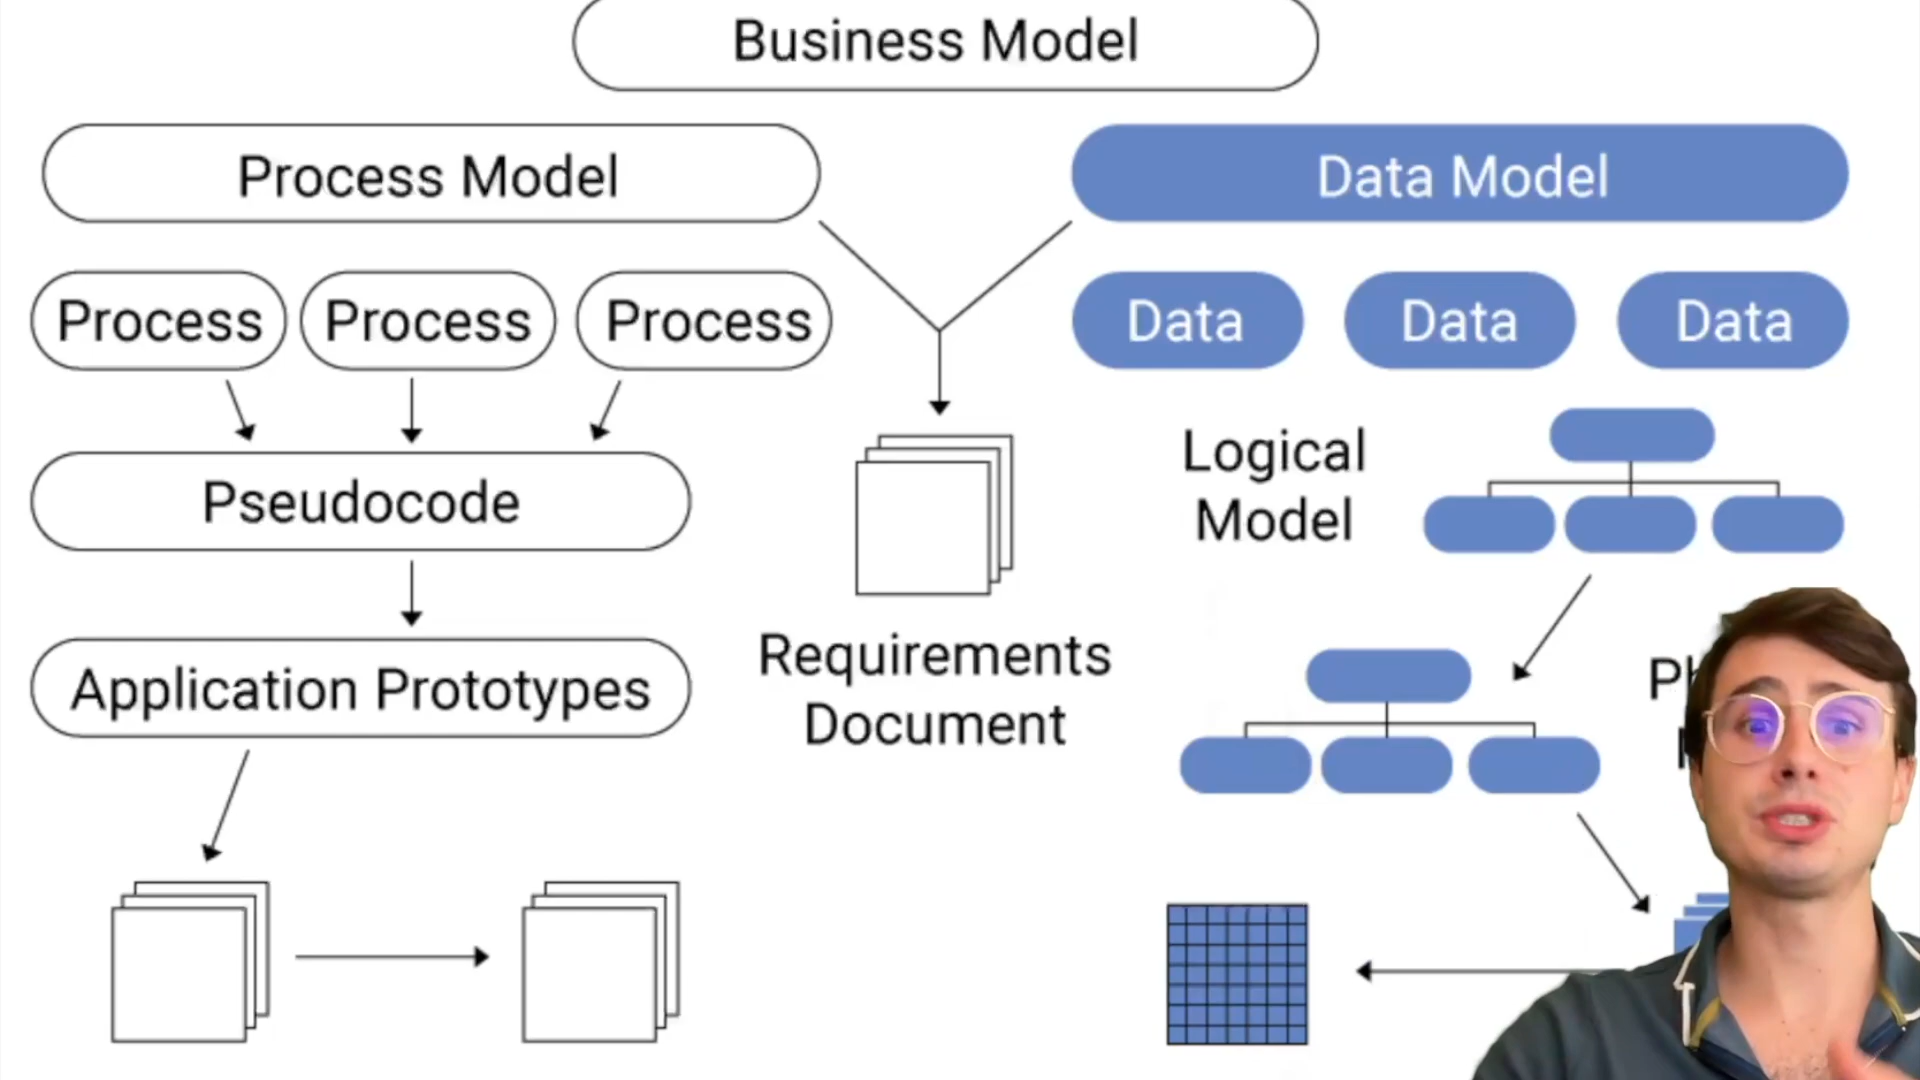 Business Model
Process Model
Data Model
Process
Process
Process
Data
Data
Data
Pseudocode
Logical
Model
Application Prototypes
Requirements
Document